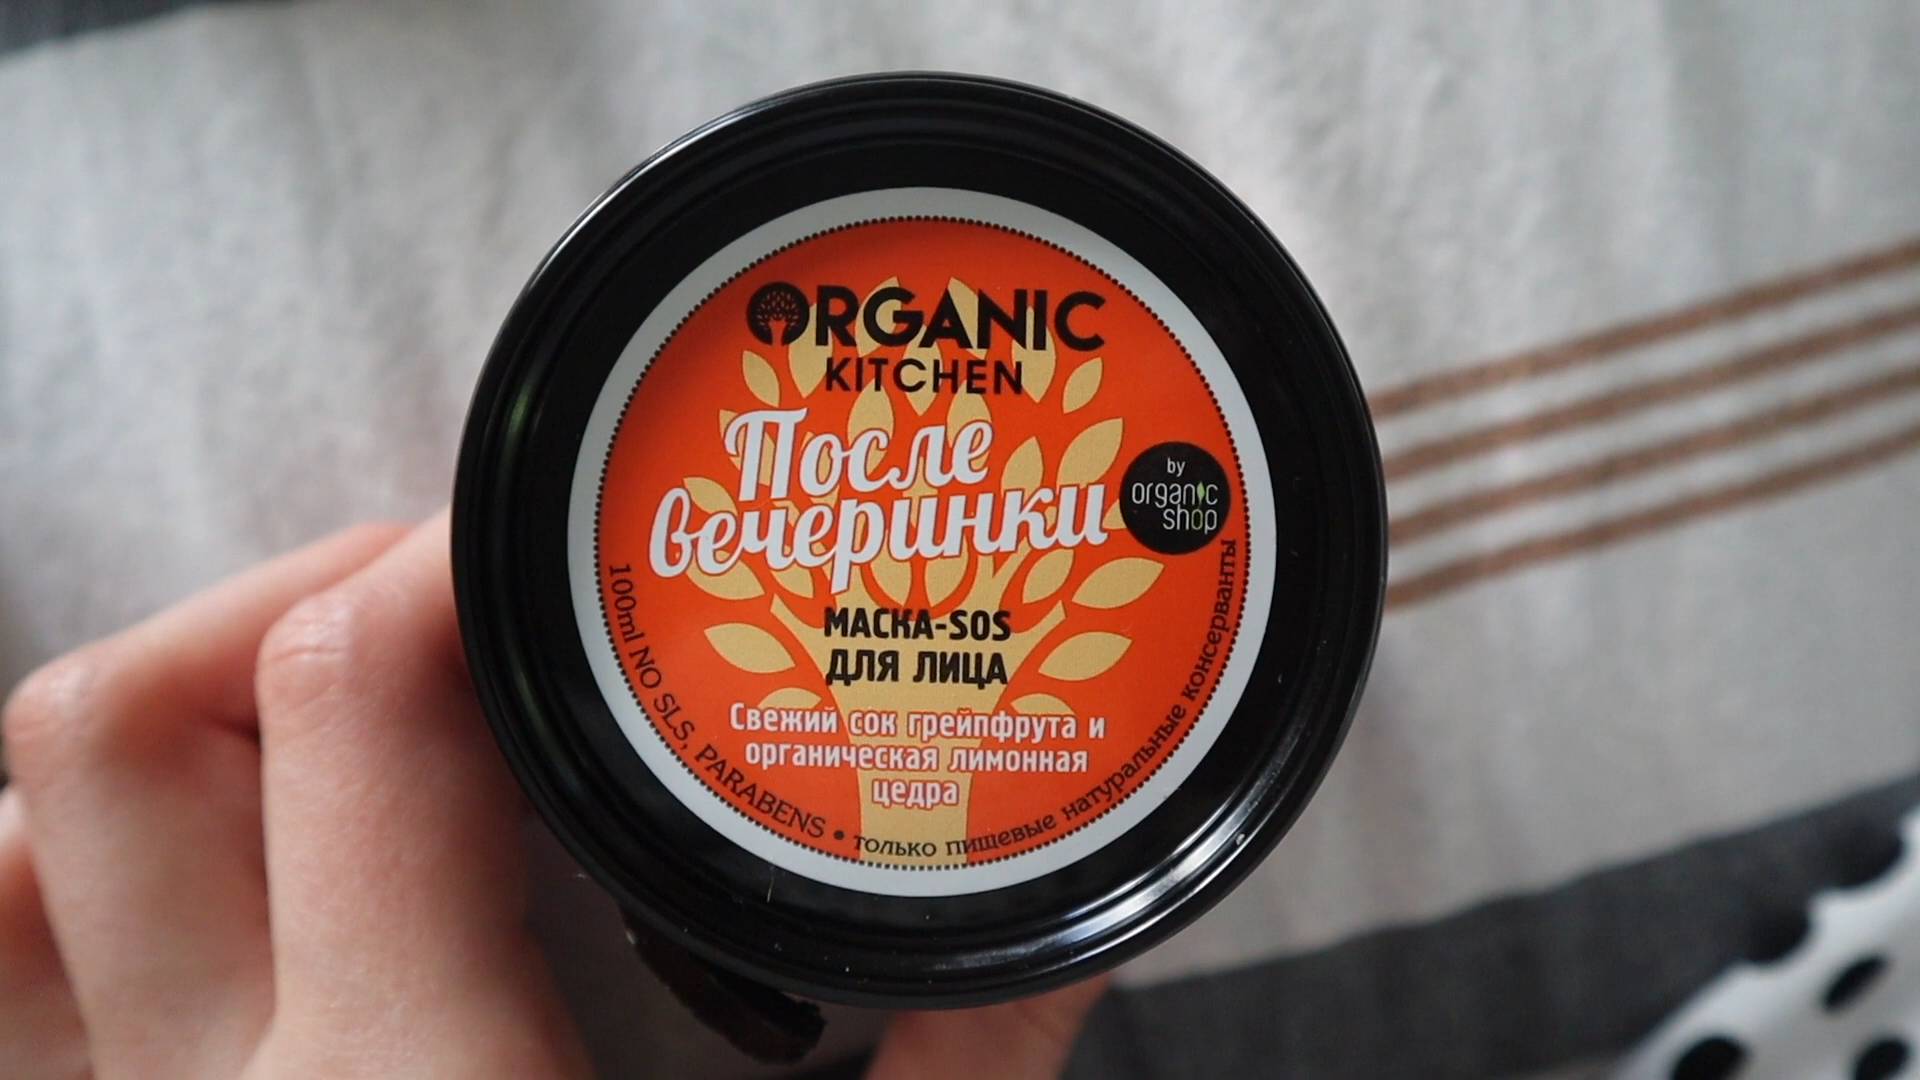 ORGANIC
KITCHEN
После
вечеринки
by
organic
shop
МАСКА-SOS
ДЛЯ ЛИЦА
Свежий сок грейпфрута и
органическая лимонная
цедра
100ml NO SLS, PARABENS • только пищевые натуральные консерванты